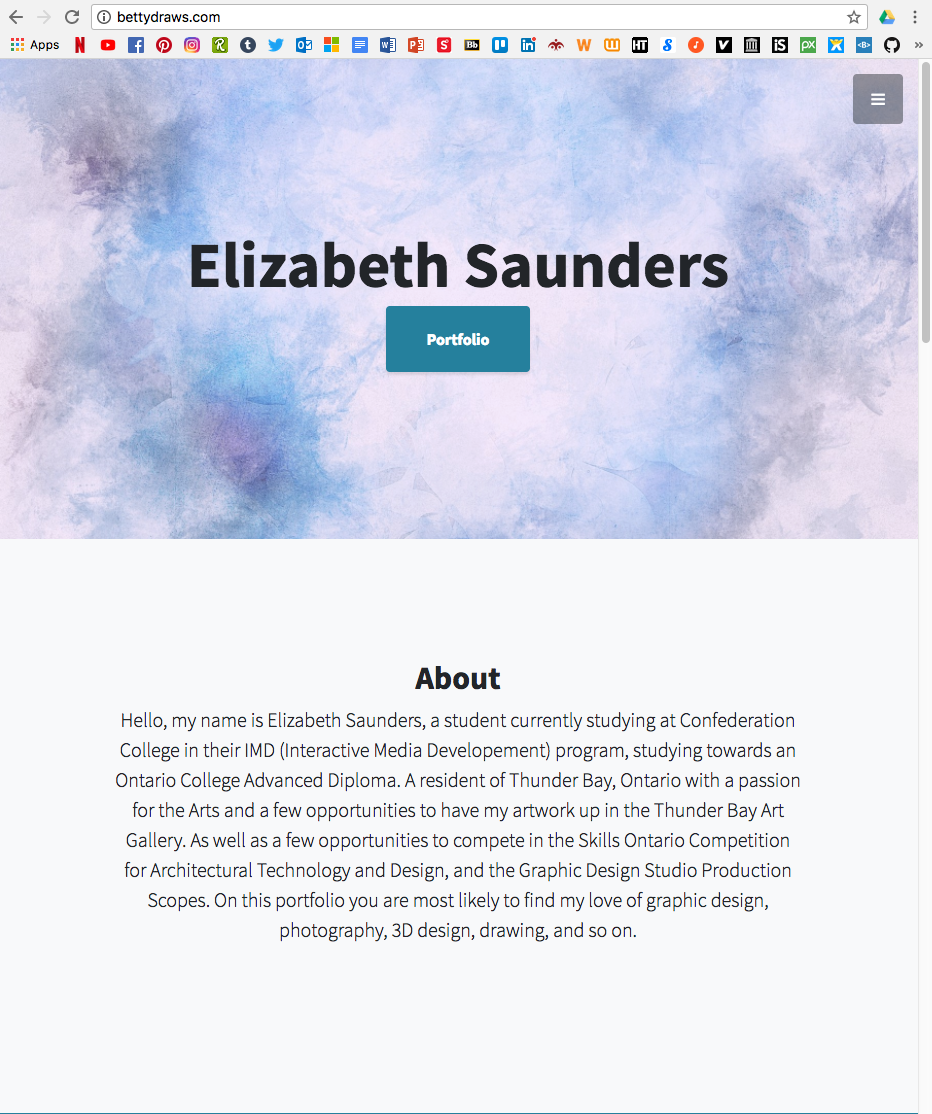 bettydraws.com
Apps
Elizabeth Saunders
Portfolio
About
Hello, my name is Elizabeth Saunders, a student currently studying at Confederation
College in their IMD (Interactive Media Developement) program, studying towards an
Ontario College Advanced Diploma. A resident of Thunder Bay, Ontario with a passion
for the Arts and a few opportunities to have my artwork up in the Thunder Bay Art
Gallery. As well as a few opportunities to compete in the Skills Ontario Competition
for Architectural Technology and Design, and the Graphic Design Studio Production
Scopes. On this portfolio you are most likely to find my love of graphic design,
photography, 3D design, drawing, and so on.